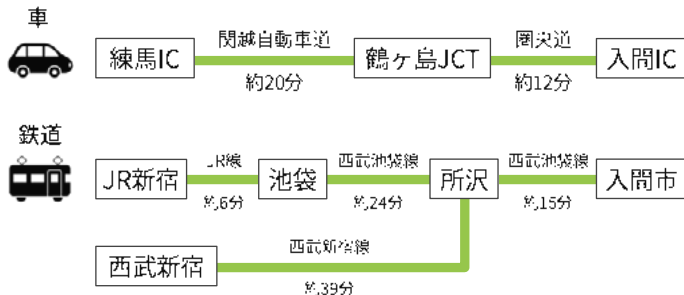 車
関越自動車道
圏央道
練馬IC
鶴ヶ島JCT
入間IC
約20分
約12分
鉄道
JR線
西武池袋線
西武池袋線
JR新宿
池袋
所沢
入間市
約6分
約24分
約15分
西武新宿線
西武新宿
約39分